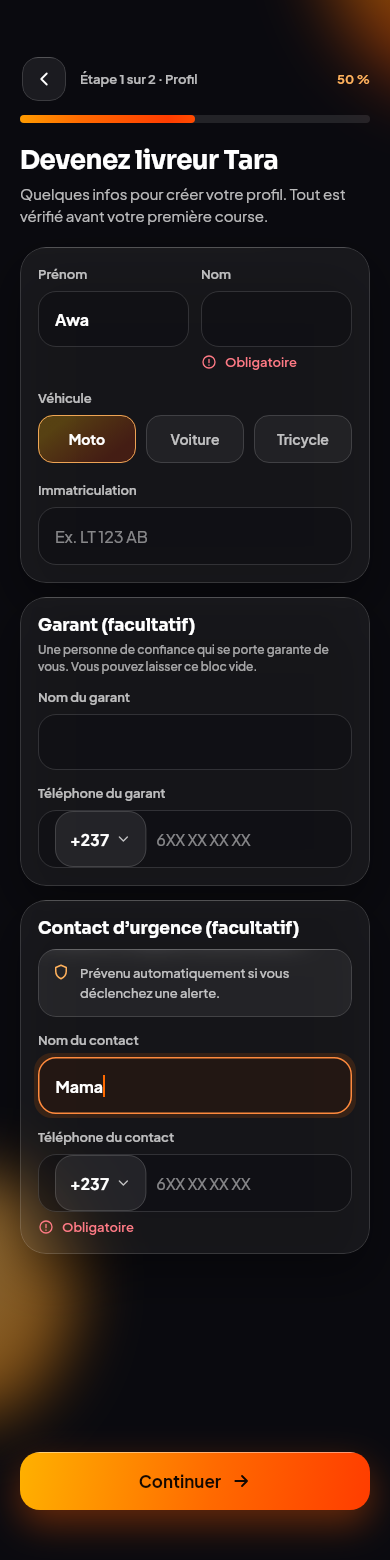 Étape 1 sur 2 · Profil
50 %
Devenez livreur Tara
Quelques infos pour créer votre profil. Tout est
vérifié avant votre première course.
Prénom
Nom
Awa
Obligatoire
Véhicule
Moto
Voiture
Tricycle
Immatriculation
Ex. LT 123 AB
Garant (facultatif)
Une personne de confiance qui se porte garante de
vous. Vous pouvez laisser ce bloc vide.
Nom du garant
Téléphone du garant
+237
6XX XX XX XX
Contact d’urgence (facultatif)
Prévenu automatiquement si vous
déclenchez une alerte.
Nom du contact
Mama
Téléphone du contact
+237
6XX XX XX XX
Obligatoire
Continuer